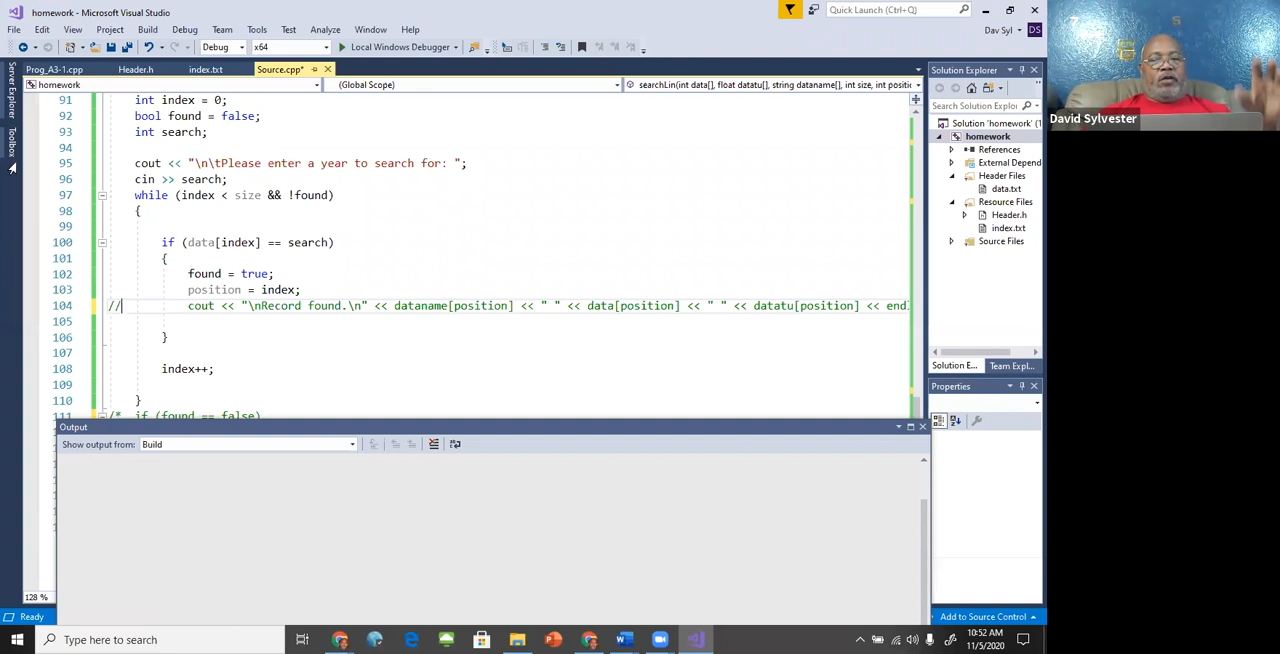 homework - Microsoft Visual Studio
Quick Launch (Ctrl+Q)
File Edit View Project Build Debug Team Tools Test Analyze Window Help
Dav Syl DS
Debug x64 Local Windows Debugger
Prog_A3-1.cpp Header.h index.txt Source.cpp*
homework (Global Scope) searchLin(int data[], float datatu[], string dataname[], int size, int positio
Server Explorer
Toolbox
91 int index = 0;
92 bool found = false;
93 int search;
94
95 cout << "\n\tPlease enter a year to search for: ";
96 cin >> search;
97 while (index < size && !found)
98 {
99
100 if (data[index] == search)
101 {
102 found = true;
103 position = index;
104 // cout << "\nRecord found.\n" << dataname[position] << " " << data[position] << " " << datatu[position] << end
105
106 }
107
108 index++;
109
110 }
111 /* if (found == false)
128 %
Output
Show output from: Build
Solution Explorer
Search Solution Explo
Solution 'homework' (1
homework
References
External Depend
Header Files
data.txt
Resource Files
Header.h
index.txt
Source Files
Solution E... Team Expl...
Properties
David Sylvester
Ready
Add to Source Control
Type here to search
10:52 AM
11/5/2020